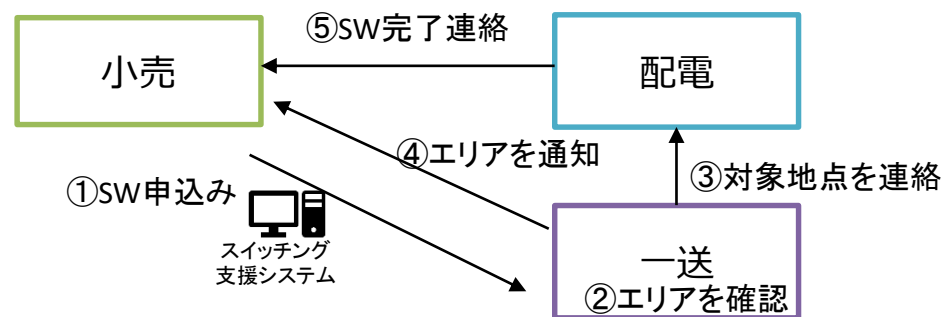 ⑤SW完了連絡
小売
配電
④エリアを通知
③対象地点を連絡
①SW申込み
スイッチング
支援システム
一送
②エリアを確認